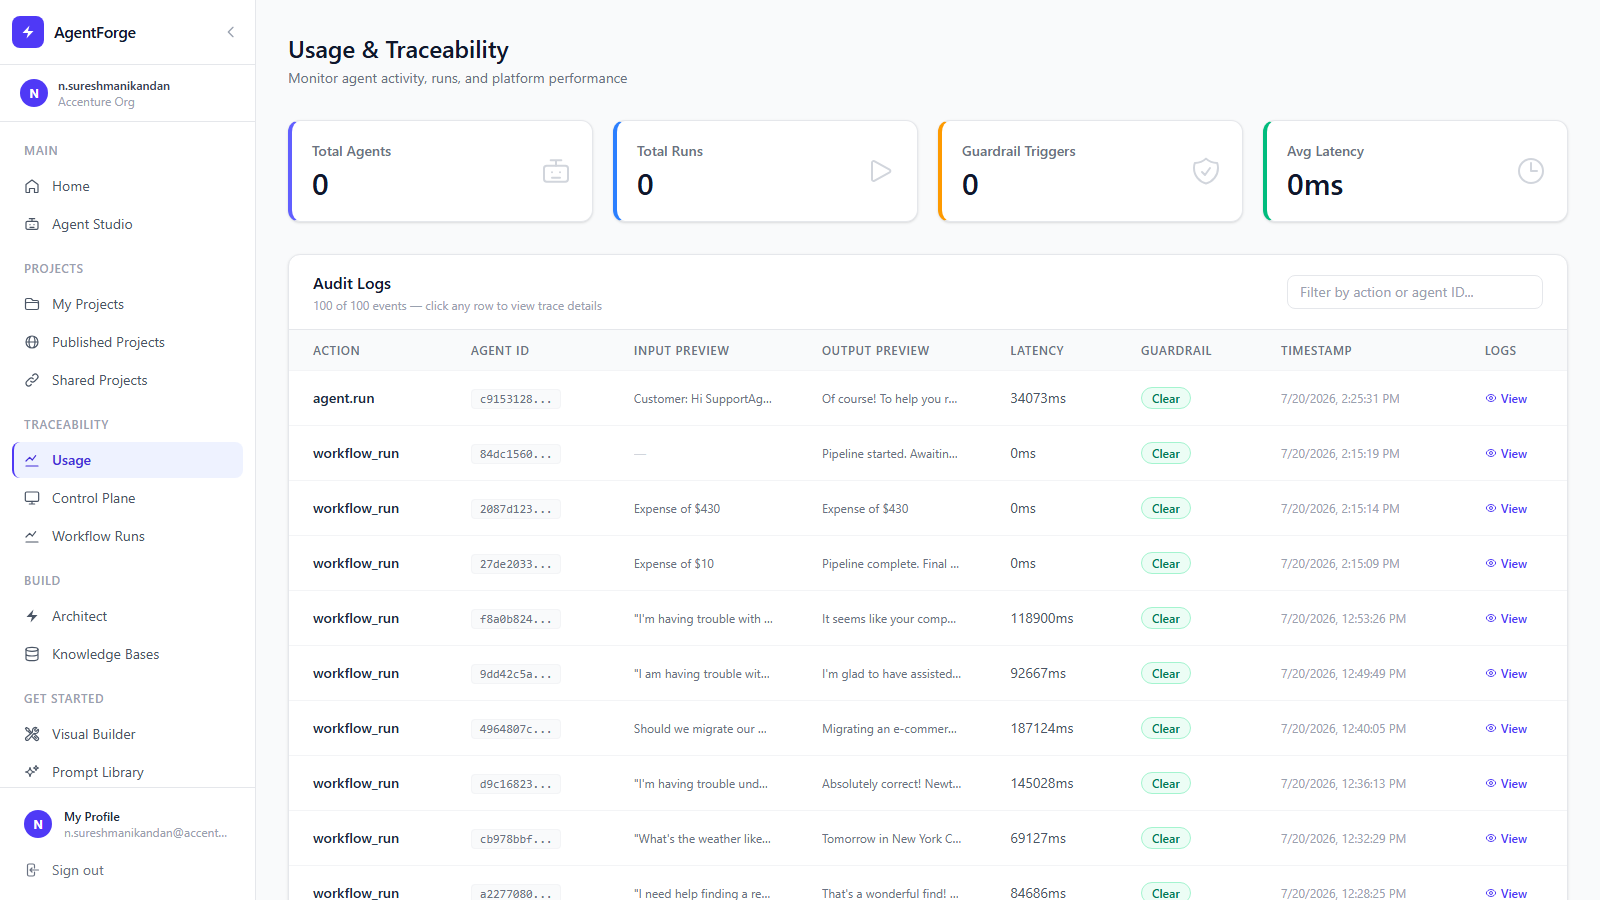 AgentForge
N
n.sureshmanikandan
Accenture Org
MAIN
Home
Agent Studio
PROJECTS
My Projects
Published Projects
Shared Projects
TRACEABILITY
Usage
Control Plane
Workflow Runs
BUILD
Architect
Knowledge Bases
GET STARTED
Visual Builder
Prompt Library
N
My Profile
n.sureshmanikandan@accent...
Sign out
Usage & Traceability
Monitor agent activity, runs, and platform performance
Total Agents
0
Total Runs
0
Guardrail Triggers
0
Avg Latency
0ms
Audit Logs
100 of 100 events — click any row to view trace details
Filter by action or agent ID...
ACTION AGENT ID INPUT PREVIEW OUTPUT PREVIEW LATENCY GUARDRAIL TIMESTAMP LOGS
agent.run c9153128... Customer: Hi SupportAg... Of course! To help you r... 34073ms Clear 7/20/2026, 2:25:31 PM View
workflow_run 84dc1560... — Pipeline started. Awaitin... 0ms Clear 7/20/2026, 2:15:19 PM View
workflow_run 2087d123... Expense of $430 Expense of $430 0ms Clear 7/20/2026, 2:15:14 PM View
workflow_run 27de2033... Expense of $10 Pipeline complete. Final ... 0ms Clear 7/20/2026, 2:15:09 PM View
workflow_run f8a0b824... "I'm having trouble with ... It seems like your comp... 118900ms Clear 7/20/2026, 12:53:26 PM View
workflow_run 9dd42c5a... "I am having trouble wit... I'm glad to have assisted... 92667ms Clear 7/20/2026, 12:49:49 PM View
workflow_run 4964807c... Should we migrate our ... Migrating an e-commer... 187124ms Clear 7/20/2026, 12:40:05 PM View
workflow_run d9c16823... "I'm having trouble und... Absolutely correct! Newt... 145028ms Clear 7/20/2026, 12:36:13 PM View
workflow_run cb978bbf... "What's the weather like... Tomorrow in New York C... 69127ms Clear 7/20/2026, 12:32:29 PM View
workflow_run a2277080... "I need help finding a re... That's a wonderful find! ... 84686ms Clear 7/20/2026, 12:28:25 PM View